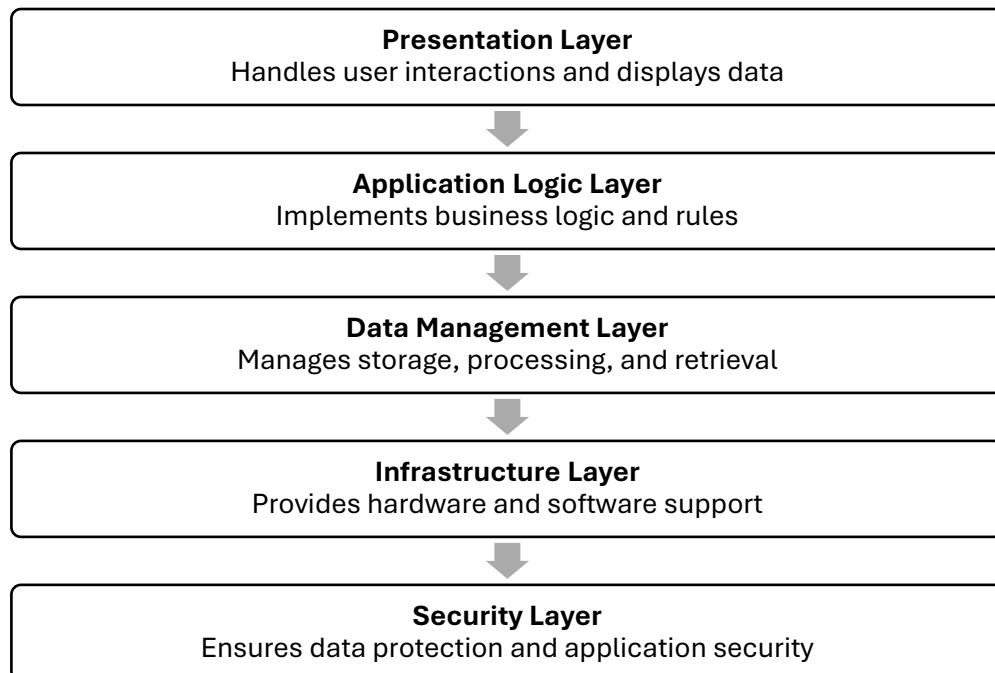 Presentation Layer
Handles user interactions and displays data
Application Logic Layer
Implements business logic and rules
Data Management Layer
Manages storage, processing, and retrieval
Infrastructure Layer
Provides hardware and software support
Security Layer
Ensures data protection and application security